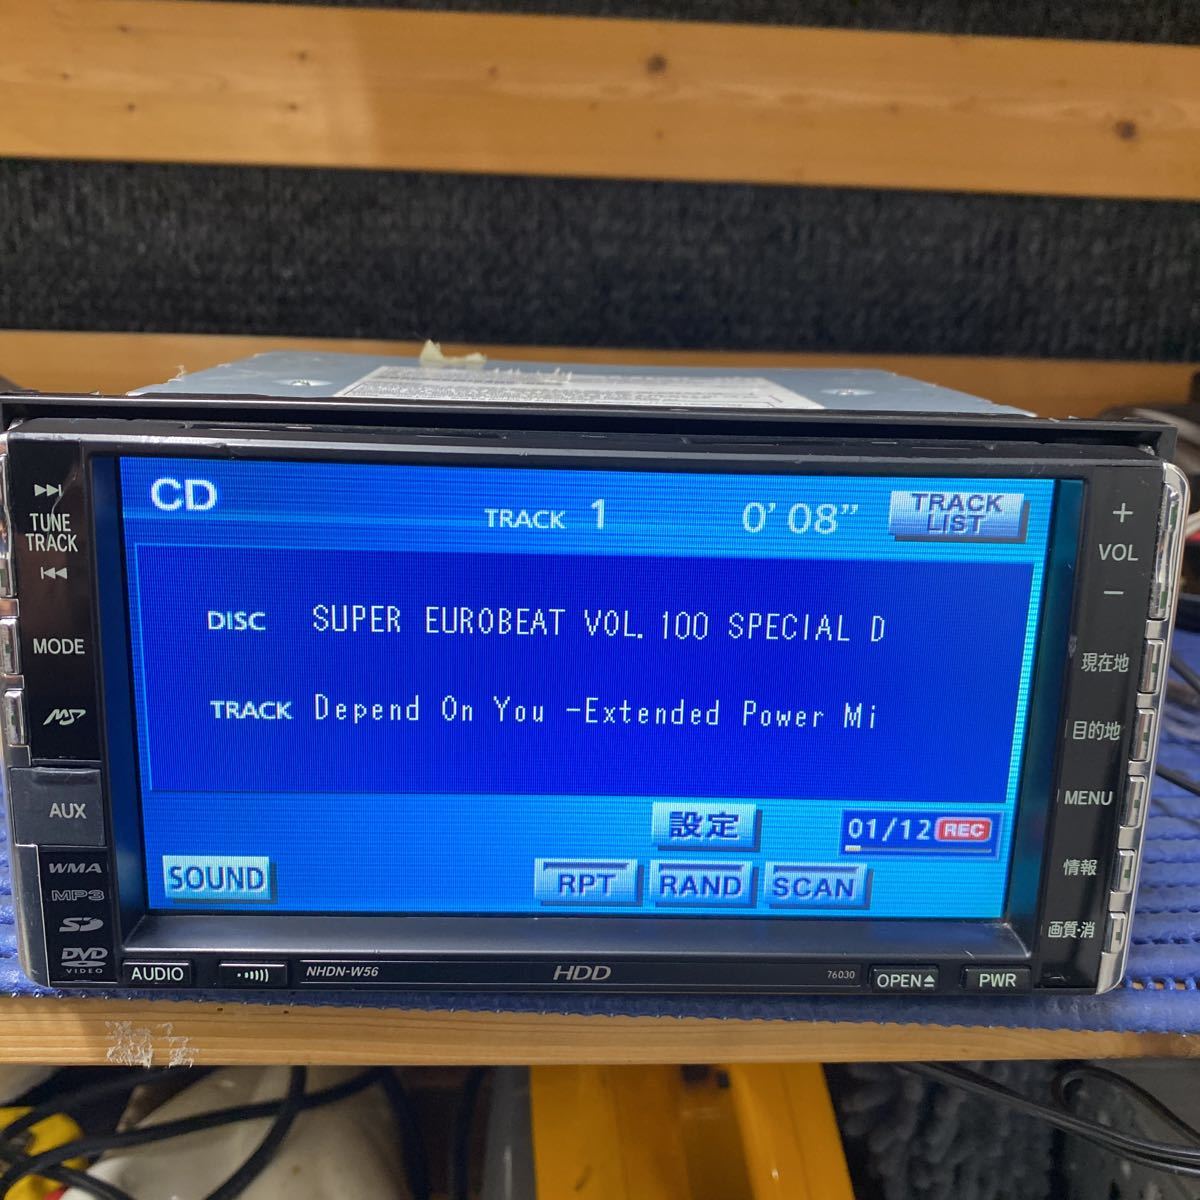 CD
TRACK 1
0' 08"
TRACK LIST
DISC SUPER EUROBEAT VOL. 100 SPECIAL D
TRACK Depend On You -Extended Power Mi
設定
01/12 REC
SOUND
RPT
RAND
SCAN
TUNE
TRACK
MODE
AUX
WMA
MP3
SD
DVD
VIDEO
+
VOL
−
現在地
目的地
MENU
情報
画質·消
AUDIO
NHDN-W56
HDD
76030
OPEN
PWR